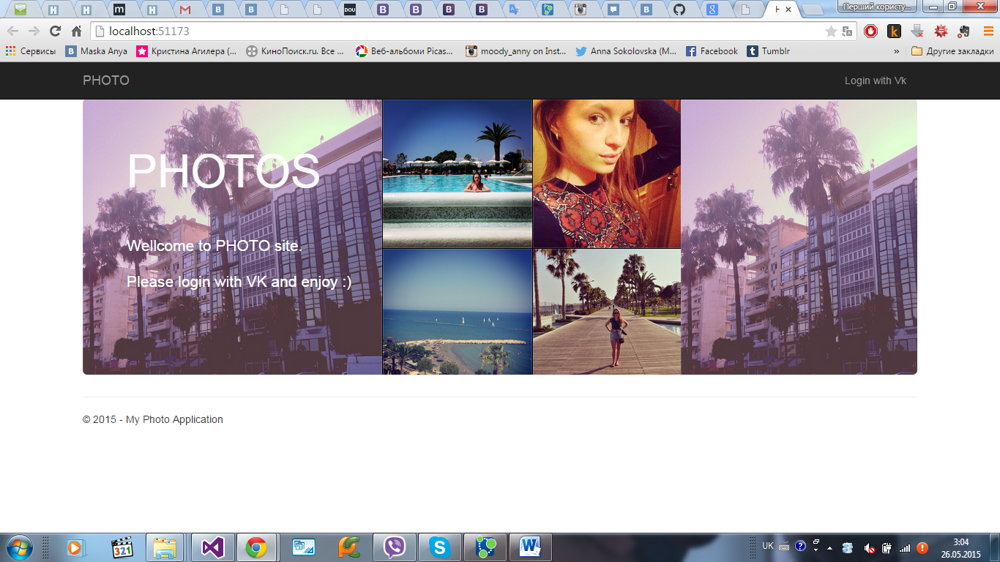 Перший користу...
localhost:51173
Сервисы
Maska Anya
Кристина Агилера (...
КиноПоиск.ru. Все ...
Веб-альбоми Picas...
moody_anny on Inst...
Anna Sokolovska (M...
Facebook
Tumblr
»
Другие закладки
PHOTO
Login with Vk
PHOTOS
Wellcome to PHOTO site.
Please login with VK and enjoy :)
© 2015 - My Photo Application
UK
3:04
26.05.2015